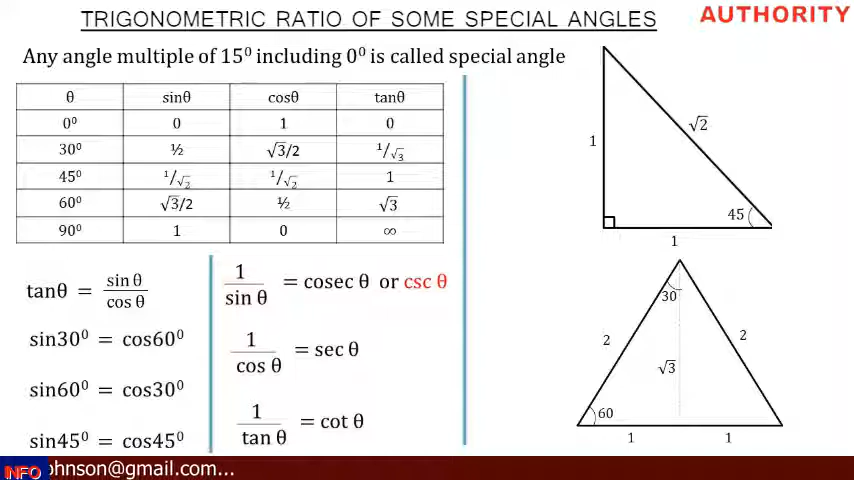 TRIGONOMETRIC RATIO OF SOME SPECIAL ANGLES
AUTHORITY
Any angle multiple of 15⁰ including 0⁰ is called special angle
θ sinθ cosθ tanθ
0⁰ 0 1 0
30⁰ ½ √3/2 1/√3
45⁰ 1/√2 1/√2 1
60⁰ √3/2 ½ √3
90⁰ 1 0 ∞
tanθ = sin θ / cos θ
sin30⁰ = cos60⁰
sin60⁰ = cos30⁰
sin45⁰ = cos45⁰
1 / sin θ = cosec θ or csc θ
1 / cos θ = sec θ
1 / tan θ = cot θ
1
√2
45
1
30
2
2
√3
60
1
1
INFO ohnson@gmail.com...